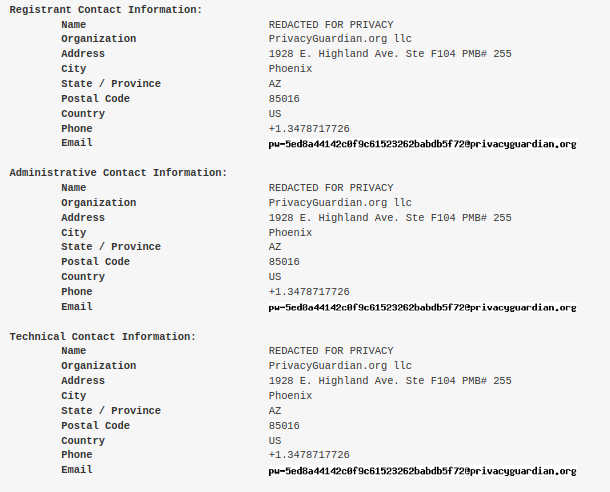 Registrant Contact Information:
Name REDACTED FOR PRIVACY
Organization PrivacyGuardian.org llc
Address 1928 E. Highland Ave. Ste F104 PMB# 255
City Phoenix
State / Province AZ
Postal Code 85016
Country US
Phone +1.3478717726
Email pw-5ed8a44142c0f9c61523262babdb5f72@privacyguardian.org
Administrative Contact Information:
Name REDACTED FOR PRIVACY
Organization PrivacyGuardian.org llc
Address 1928 E. Highland Ave. Ste F104 PMB# 255
City Phoenix
State / Province AZ
Postal Code 85016
Country US
Phone +1.3478717726
Email pw-5ed8a44142c0f9c61523262babdb5f72@privacyguardian.org
Technical Contact Information:
Name REDACTED FOR PRIVACY
Organization PrivacyGuardian.org llc
Address 1928 E. Highland Ave. Ste F104 PMB# 255
City Phoenix
State / Province AZ
Postal Code 85016
Country US
Phone +1.3478717726
Email pw-5ed8a44142c0f9c61523262babdb5f72@privacyguardian.org